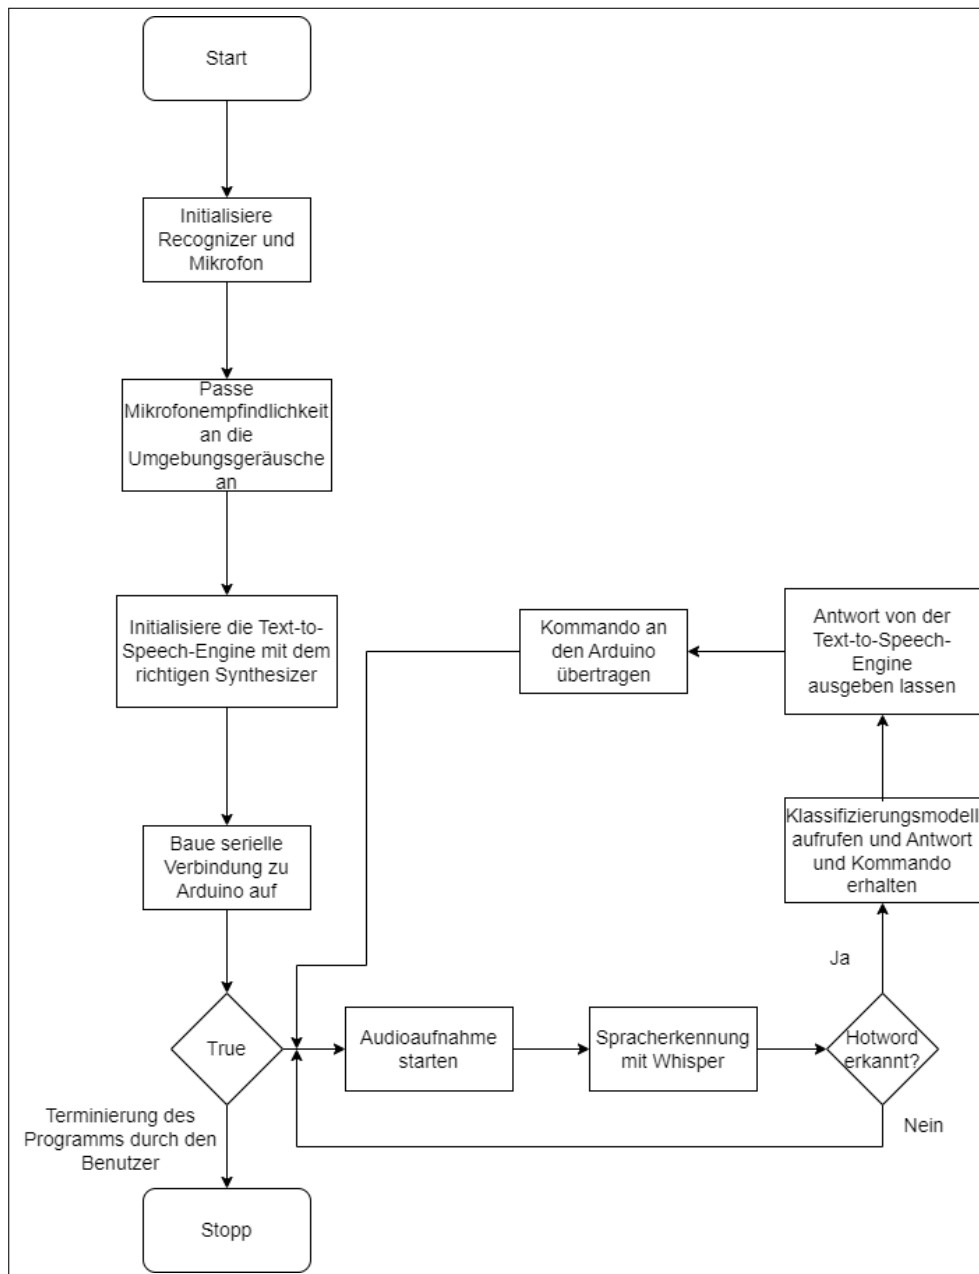 Start
Initialisiere
Recognizer und
Mikrofon
Passe
Mikrofonempfindlichkeit
an die
Umgebungsgeräusche
an
Initialisiere die Text-to-
Speech-Engine mit dem
richtigen Synthesizer
Baue serielle
Verbindung zu
Arduino auf
True
Terminierung des
Programms durch den
Benutzer
Stopp
Audioaufnahme
starten
Spracherkennung
mit Whisper
Hotword
erkannt?
Nein
Ja
Klassifizierungsmodell
aufrufen und Antwort
und Kommando
erhalten
Antwort von der
Text-to-Speech-
Engine
ausgeben lassen
Kommando an
den Arduino
übertragen